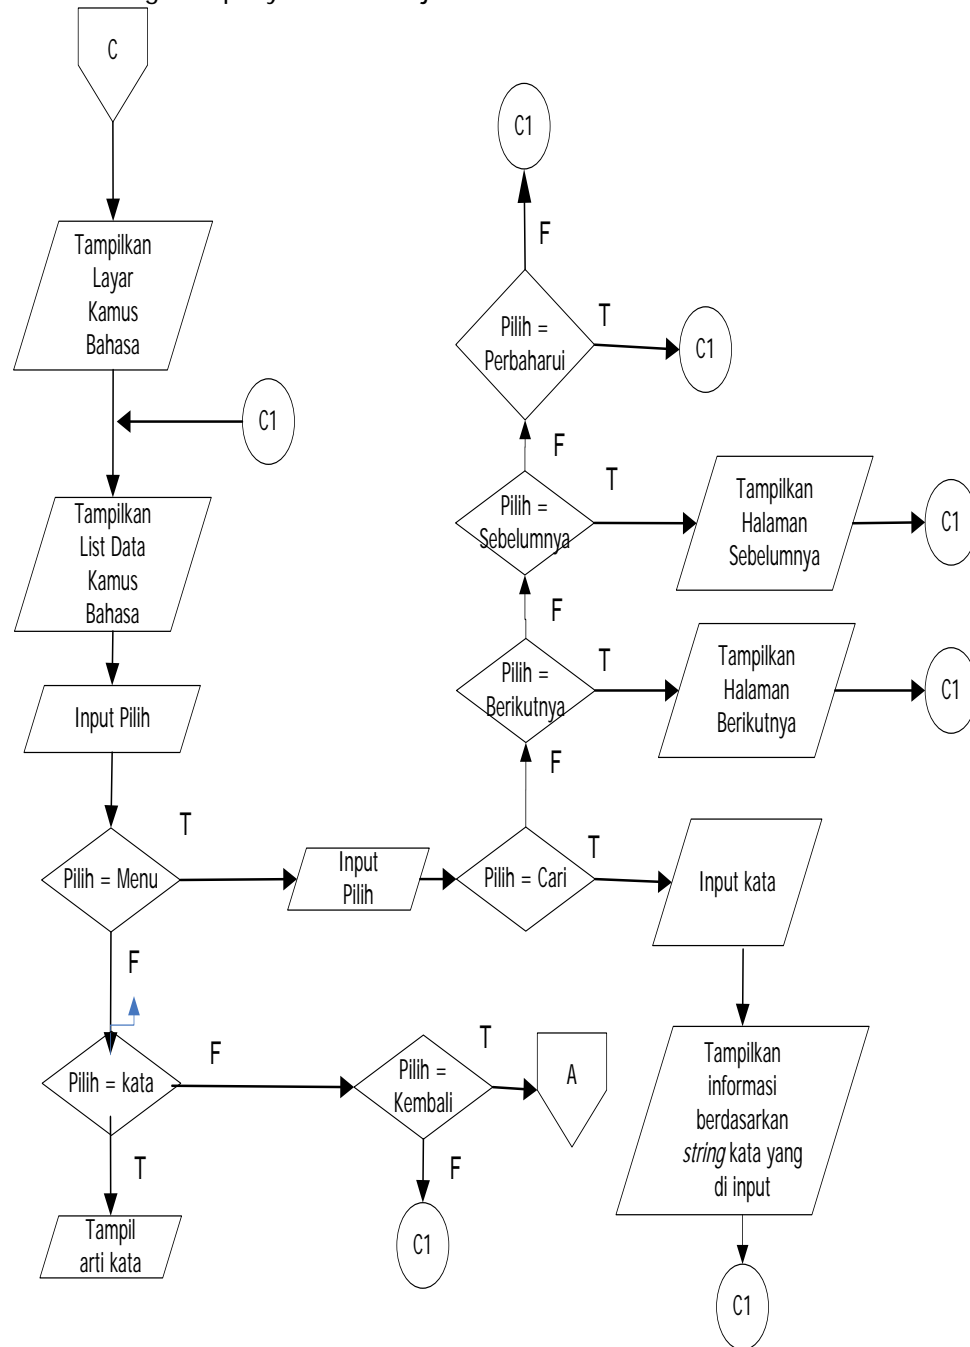 C
Tampilkan
Layar
Kamus
Bahasa
C1
Tampilkan
List Data
Kamus
Bahasa
Input Pilih
Pilih = Menu
T
F
Input
Pilih
Pilih = Cari
T
F
Input kata
Tampilkan
informasi
berdasarkan
string kata yang
di input
C1
Pilih =
Berikutnya
T
F
Tampilkan
Halaman
Berikutnya
C1
Pilih =
Sebelumnya
T
F
Tampilkan
Halaman
Sebelumnya
C1
Pilih =
Perbaharui
T
C1
F
C1
Pilih = kata
F
T
Tampil
arti kata
Pilih =
Kembali
T
A
F
C1